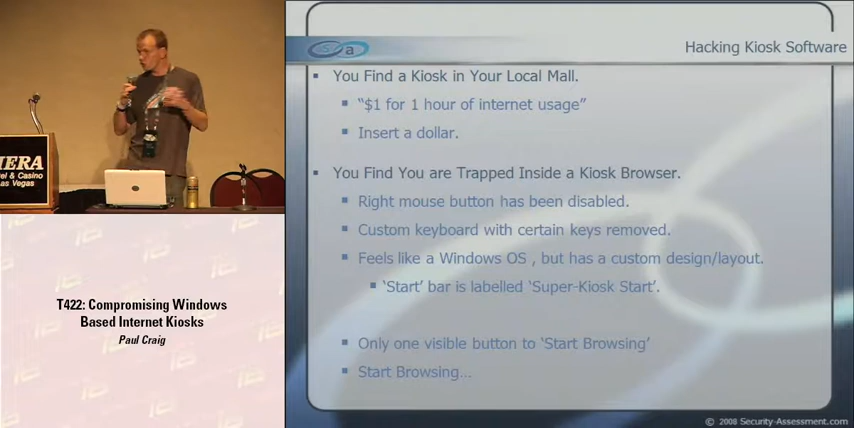 Hacking Kiosk Software
You Find a Kiosk in Your Local Mall.
“$1 for 1 hour of internet usage”
Insert a dollar.
You Find You are Trapped Inside a Kiosk Browser.
Right mouse button has been disabled.
Custom keyboard with certain keys removed.
Feels like a Windows OS , but has a custom design/layout.
‘Start’ bar is labelled ‘Super-Kiosk Start’.
Only one visible button to ‘Start Browsing’
Start Browsing…
© 2008 Security-Assessment.com
IERA
el & Casino
as Vegas
T422: Compromising Windows
Based Internet Kiosks
Paul Craig